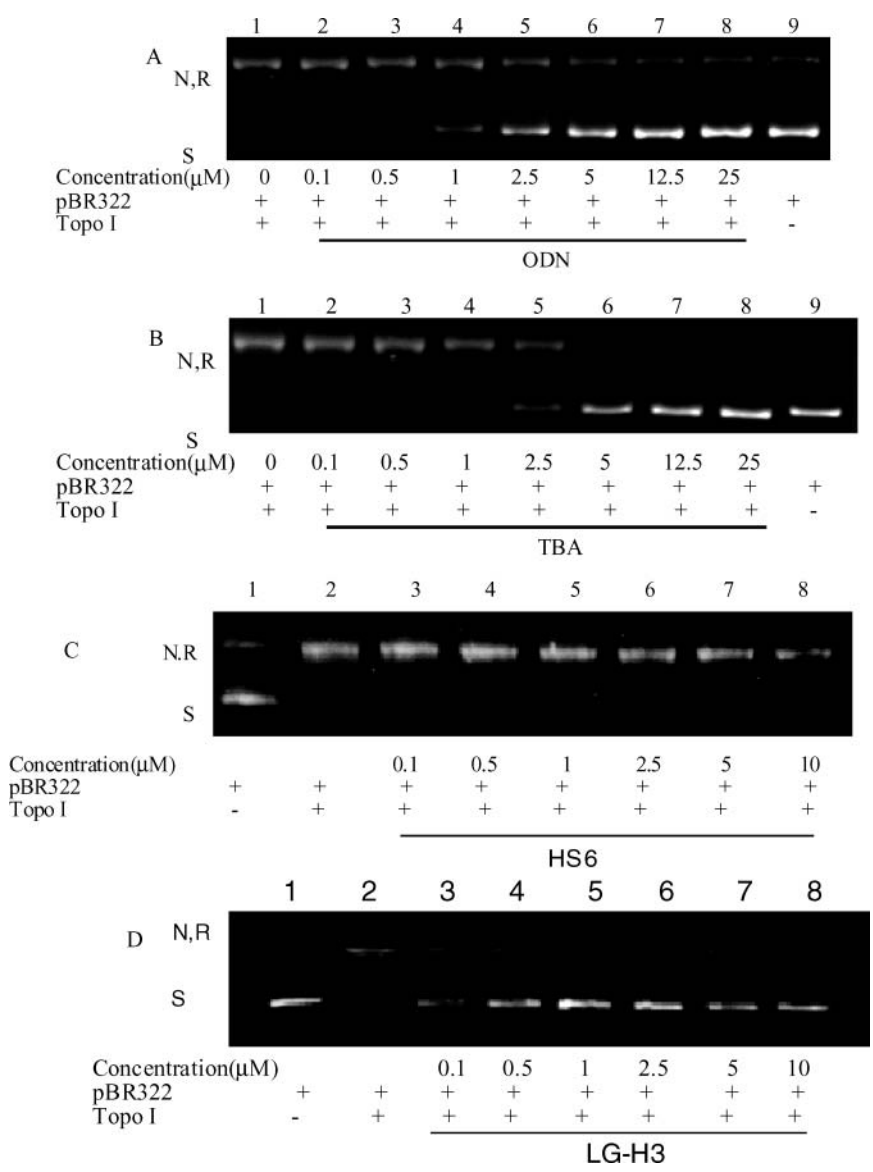 1 2 3 4 5 6 7 8 9
A
N,R
S
Concentration(μM) 0 0.1 0.5 1 2.5 5 12.5 25
pBR322 + + + + + + + + +
Topo I + + + + + + + + -
ODN
1 2 3 4 5 6 7 8 9
B
N,R
S
Concentration(μM) 0 0.1 0.5 1 2.5 5 12.5 25
pBR322 + + + + + + + + +
Topo I + + + + + + + + -
TBA
1 2 3 4 5 6 7 8
C N.R
S
Concentration(μM) 0.1 0.5 1 2.5 5 10
pBR322 + + + + + + + +
Topo I - + + + + + + +
HS6
1 2 3 4 5 6 7 8
D N,R
S
Concentration(μM) 0.1 0.5 1 2.5 5 10
pBR322 + + + + + + + +
Topo I - + + + + + + +
LG-H3